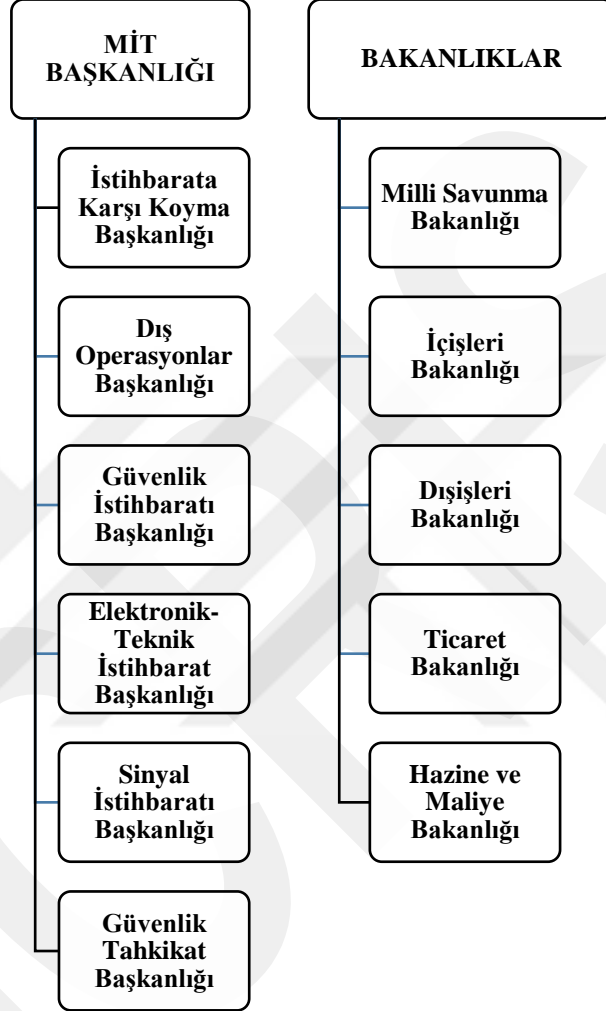 MİT
BAŞKANLIĞI
İstihbarata
Karşı Koyma
Başkanlığı
Dış
Operasyonlar
Başkanlığı
Güvenlik
İstihbaratı
Başkanlığı
Elektronik-
Teknik
İstihbarat
Başkanlığı
Sinyal
İstihbaratı
Başkanlığı
Güvenlik
Tahkikat
Başkanlığı
BAKANLIKLAR
Milli Savunma
Bakanlığı
İçişleri
Bakanlığı
Dışişleri
Bakanlığı
Ticaret
Bakanlığı
Hazine ve
Maliye
Bakanlığı